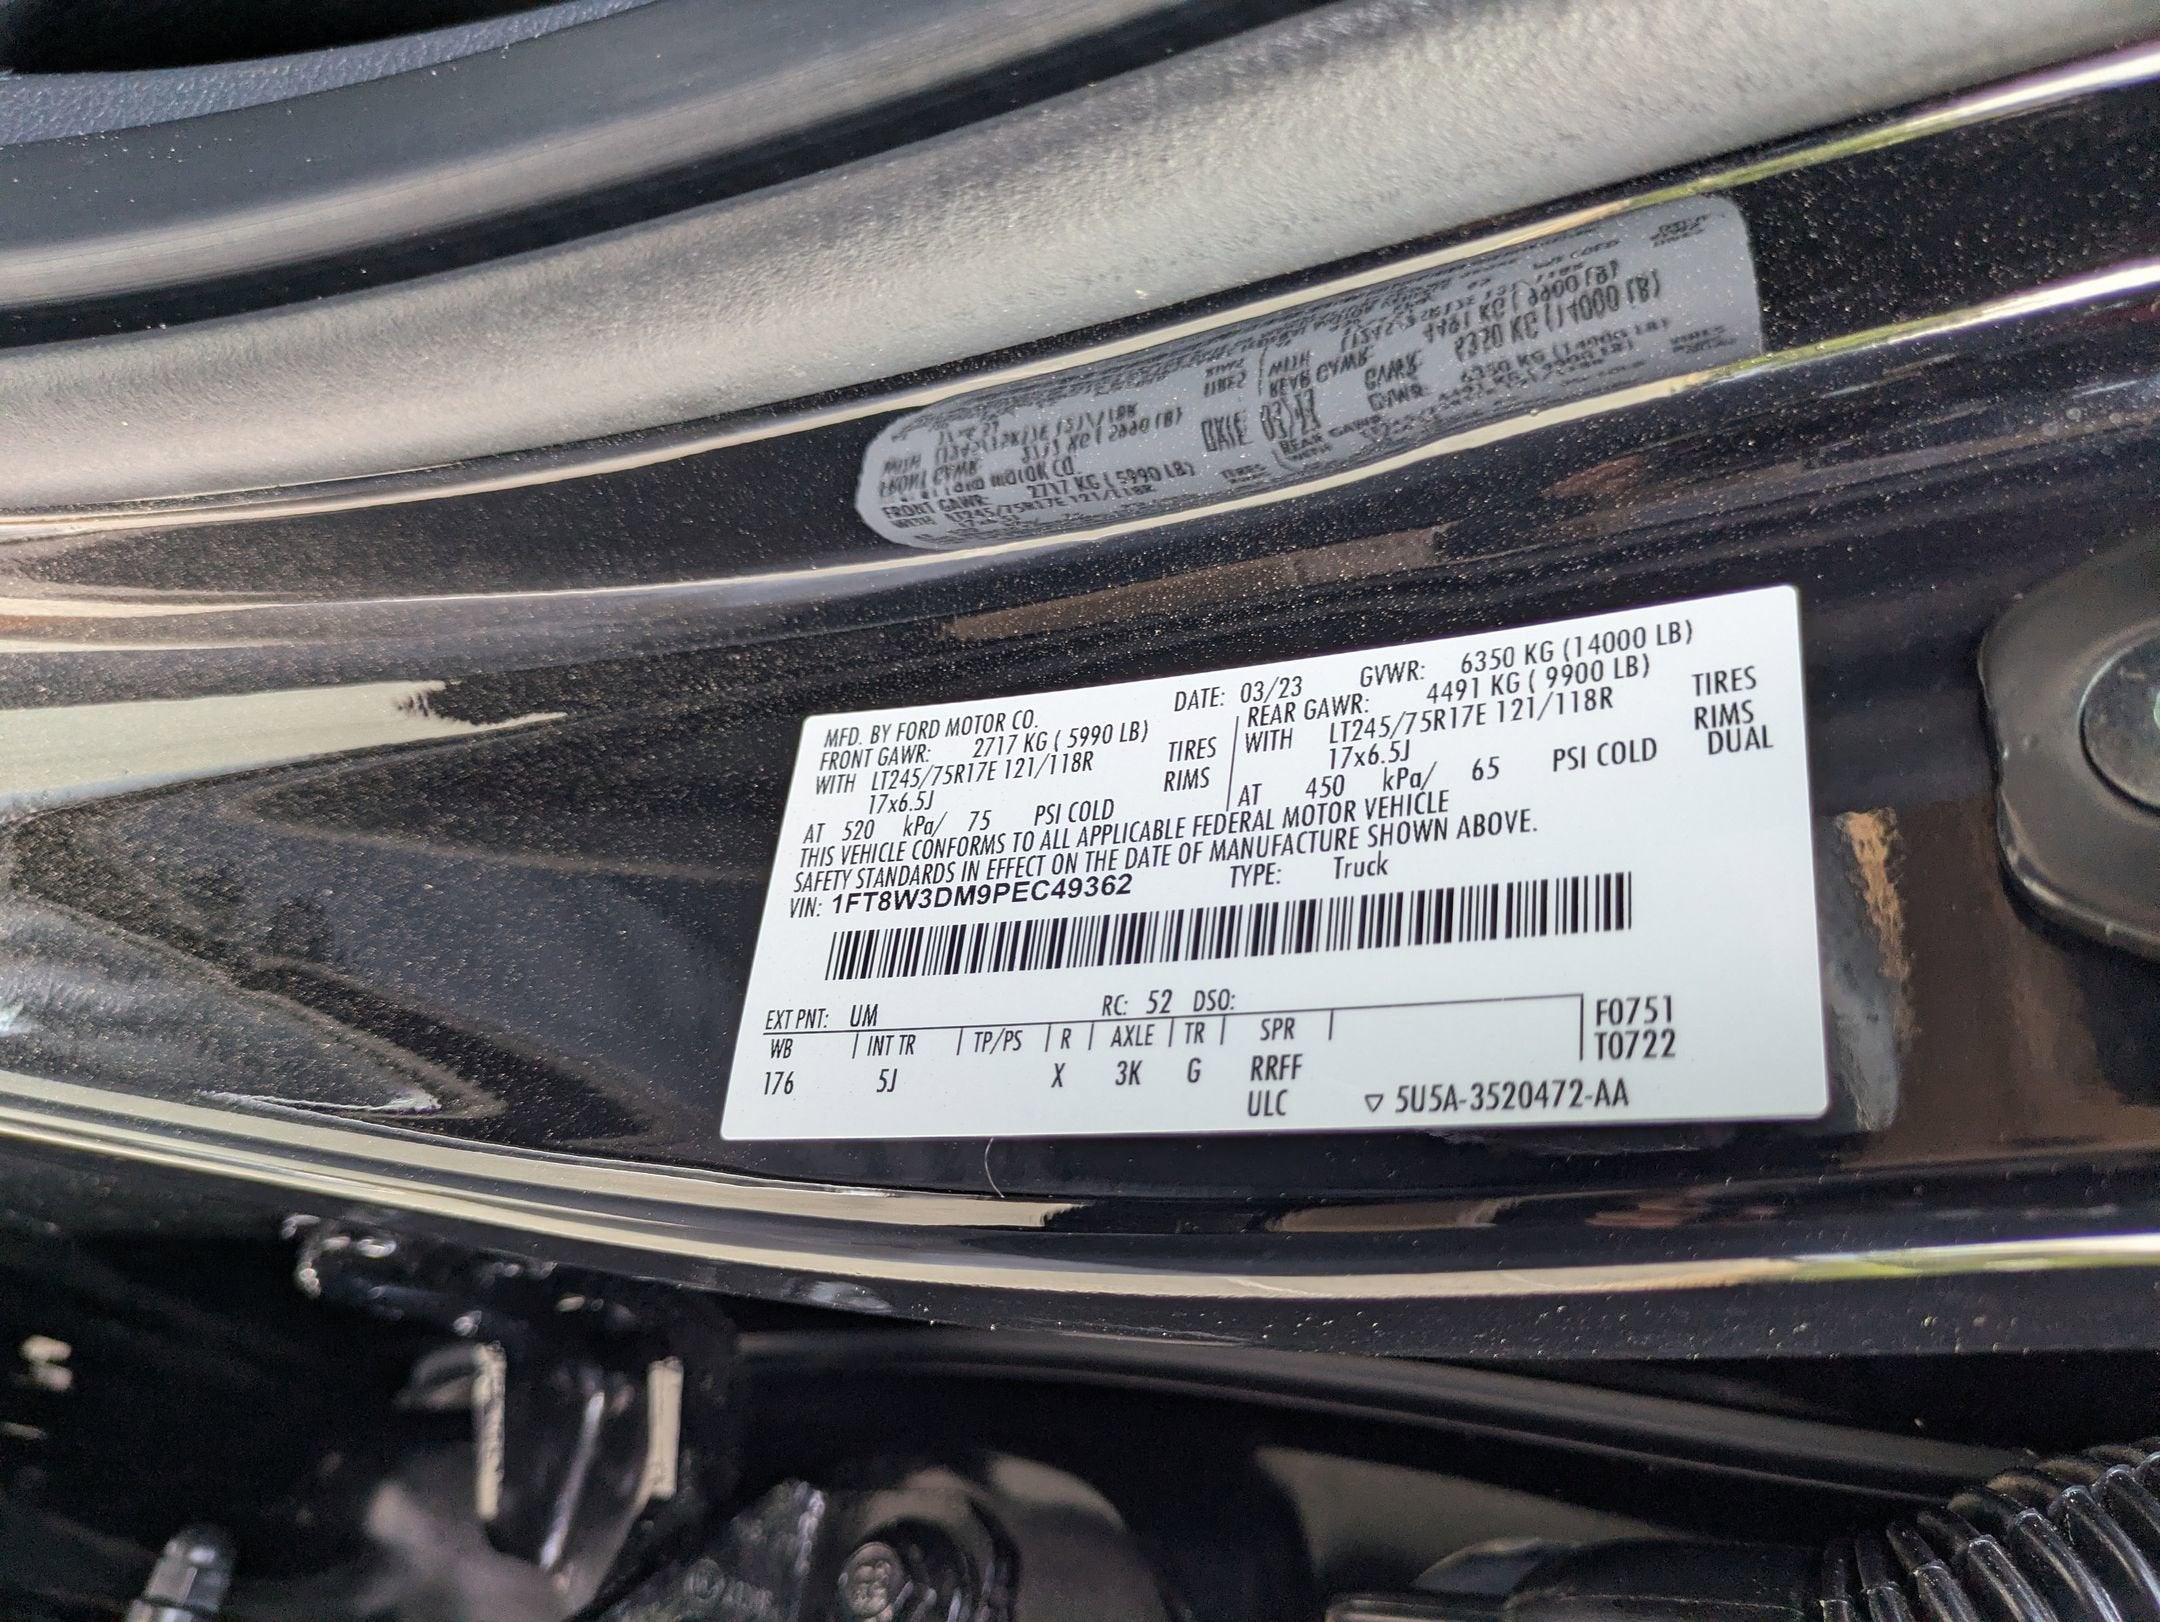 MFD. BY FORD MOTOR CO. DATE: 03/23 GVWR: 6350 KG (14000 LB)
FRONT GAWR: 2717 KG ( 5990 LB) REAR GAWR: 4491 KG ( 9900 LB)
WITH LT245/75R17E 121/118R TIRES WITH LT245/75R17E 121/118R TIRES
17x6.5J RIMS 17x6.5J RIMS
AT 520 kPa/ 75 PSI COLD AT 450 kPa/ 65 PSI COLD DUAL
THIS VEHICLE CONFORMS TO ALL APPLICABLE FEDERAL MOTOR VEHICLE
SAFETY STANDARDS IN EFFECT ON THE DATE OF MANUFACTURE SHOWN ABOVE.
VIN: 1FT8W3DM9PEC49362 TYPE: Truck
EXT PNT: UM RC: 52 DSO: F0751
WB INT TR TP/PS R AXLE TR SPR T0722
176 5J X 3K G RRFF
ULC ▽ 5U5A-3520472-AA